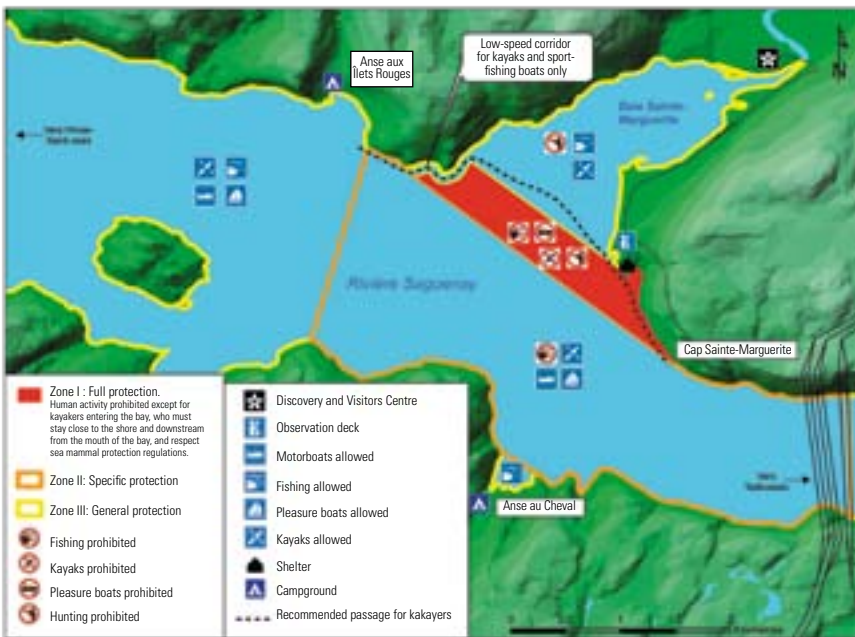 Anse aux
Îlets Rouges
Low-speed corridor
for kayaks and sport-
fishing boats only
Baie Sainte-
Marguerite
Rivière Saguenay
Cap Sainte-Marguerite
Anse au Cheval
Zone I : Full protection.
Human activity prohibited except for
kayakers entering the bay, who must
stay close to the shore and downstream
from the mouth of the bay, and respect
sea mammal protection regulations.
Zone II: Specific protection
Zone III: General protection
Fishing prohibited
Kayaks prohibited
Pleasure boats prohibited
Hunting prohibited
Discovery and Visitors Centre
Observation deck
Motorboats allowed
Fishing allowed
Pleasure boats allowed
Kayaks allowed
Shelter
Campground
Recommended passage for kakayers